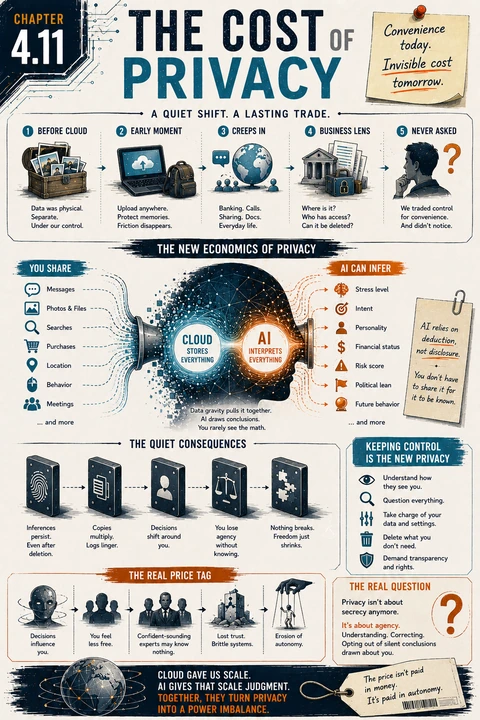 CHAPTER
4.11
THE COST OF
PRIVACY
Convenience
today.
Invisible cost
tomorrow.
A QUIET SHIFT. A LASTING TRADE.
1 BEFORE CLOUD
Data was physical.
Separate.
Under our control.
2 EARLY MOMENT
Upload anywhere.
Protect memories.
Friction disappears.
3 CREEPS IN
Banking. Calls.
Sharing. Docs.
Everyday life.
4 BUSINESS LENS
Where is it?
Who has access?
Can it be deleted?
5 NEVER ASKED
?
We traded control
for convenience.
And didn't notice.
THE NEW ECONOMICS OF PRIVACY
YOU SHARE
Messages
Photos & Files
Searches
Purchases
Location
Behavior
Meetings
... and more
CLOUD
STORES
EVERYTHING
AI
INTERPRETS
EVERYTHING
Data gravity pulls it together.
AI draws conclusions.
You rarely see the math.
AI CAN INFER
Stress level
Intent
Personality
$ Financial status
Risk score
Political lean
Future behavior
... and more
AI relies on
deduction,
not disclosure.
You don't have
to share it for
it to be known.
THE QUIET CONSEQUENCES
Inferences
persist.
Even after
deletion.
Copies
multiply.
Logs linger.
Decisions
shift around
you.
You lose
agency
without
knowing.
Nothing breaks.
Freedom just
shrinks.
KEEPING CONTROL
IS THE NEW PRIVACY
Understand how
they see you.
Question everything.
Take charge of your
data and settings.
Delete what you
don't need.
Demand transparency
and rights.
THE REAL PRICE TAG
Decisions
influence
you.
You feel
less free.
Confident-sounding
experts may know
nothing.
Lost trust.
Brittle systems.
Erosion of
autonomy.
THE REAL QUESTION
Privacy isn't about
secrecy anymore.
It's about agency.
Understanding. Correcting.
Opting out of silent conclusions
drawn about you.
?
CLOUD GAVE US SCALE.
AI GIVES THAT SCALE JUDGMENT.
TOGETHER, THEY TURN PRIVACY
INTO A POWER IMBALANCE.
The price isn't paid
in money.
It's paid in autonomy.